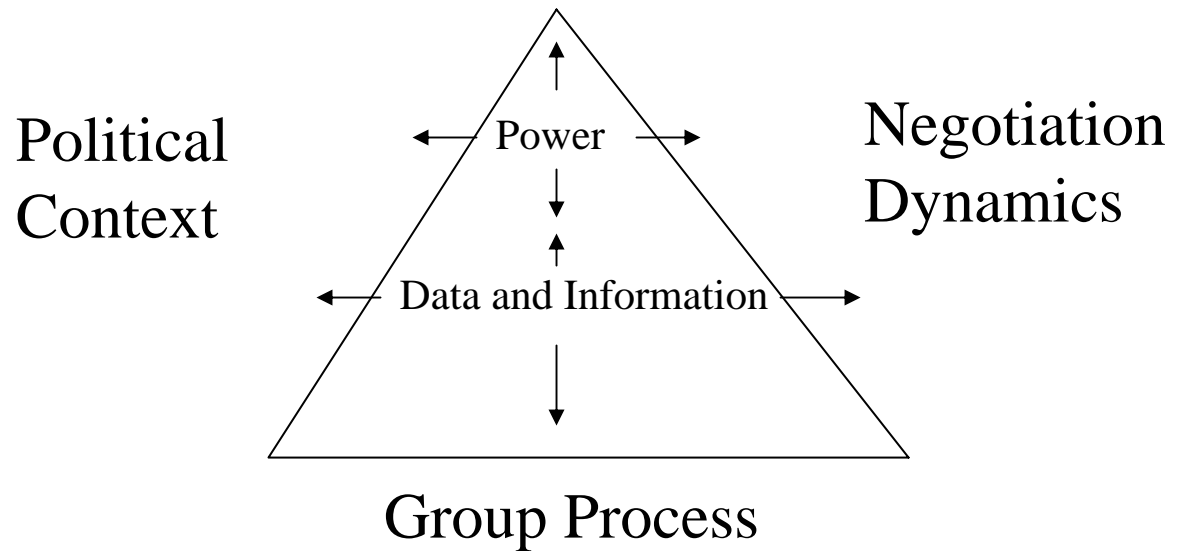 Political
Context
Power
Negotiation
Dynamics
Data and Information
Group Process